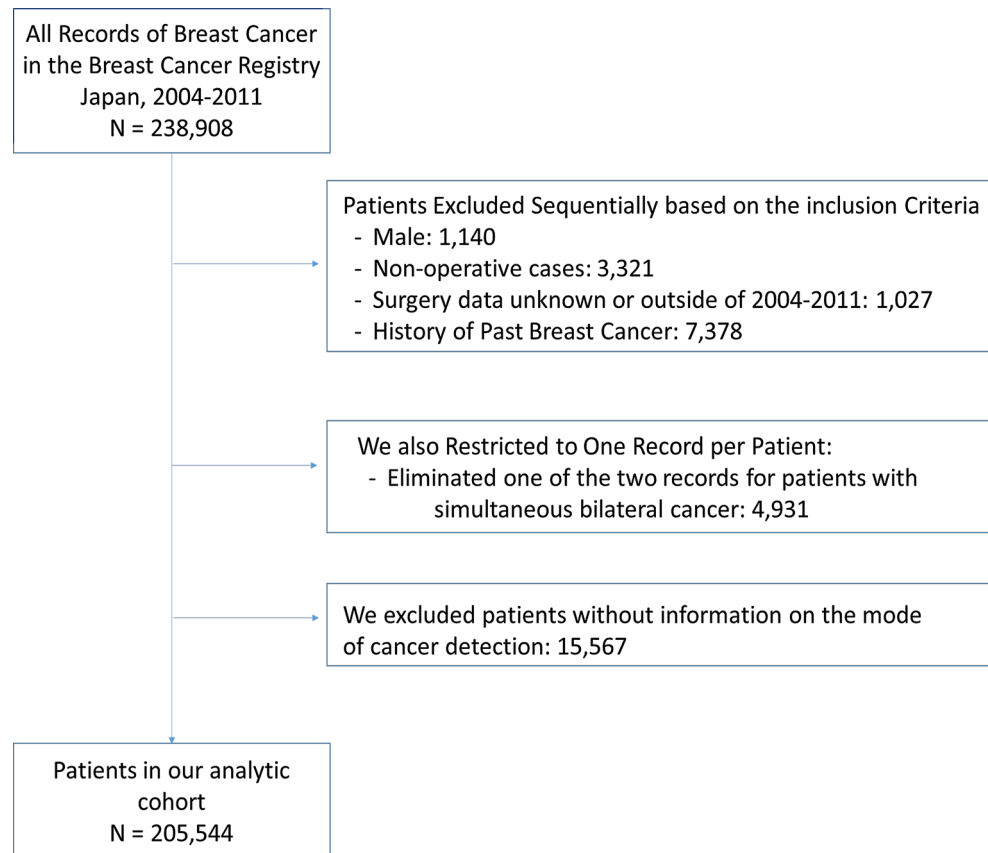 All Records of Breast Cancer
in the Breast Cancer Registry
Japan, 2004-2011
N = 238,908
Patients Excluded Sequentially based on the inclusion Criteria
- Male: 1,140
- Non-operative cases: 3,321
- Surgery data unknown or outside of 2004-2011: 1,027
- History of Past Breast Cancer: 7,378
We also Restricted to One Record per Patient:
- Eliminated one of the two records for patients with
simultaneous bilateral cancer: 4,931
We excluded patients without information on the mode
of cancer detection: 15,567
Patients in our analytic
cohort
N = 205,544